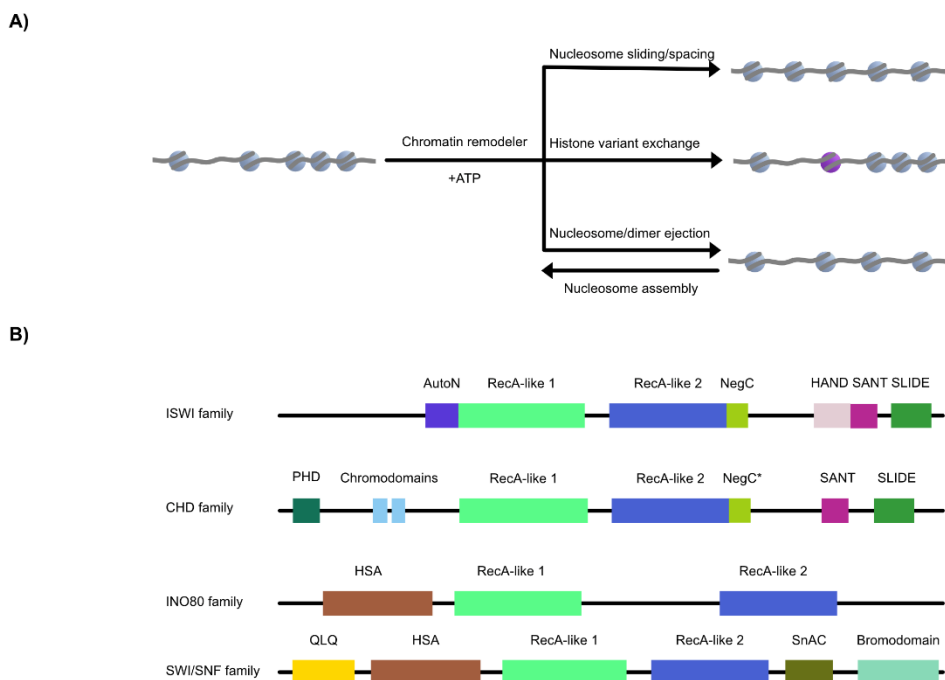 A)
Nucleosome sliding/spacing
Chromatin remodeler
Histone variant exchange
+ATP
Nucleosome/dimer ejection
Nucleosome assembly
B)
AutoN RecA-like 1 RecA-like 2 NegC HAND SANT SLIDE
ISWI family
PHD Chromodomains RecA-like 1 RecA-like 2 NegC* SANT SLIDE
CHD family
HSA RecA-like 1 RecA-like 2
INO80 family
QLQ HSA RecA-like 1 RecA-like 2 SnAC Bromodomain
SWI/SNF family